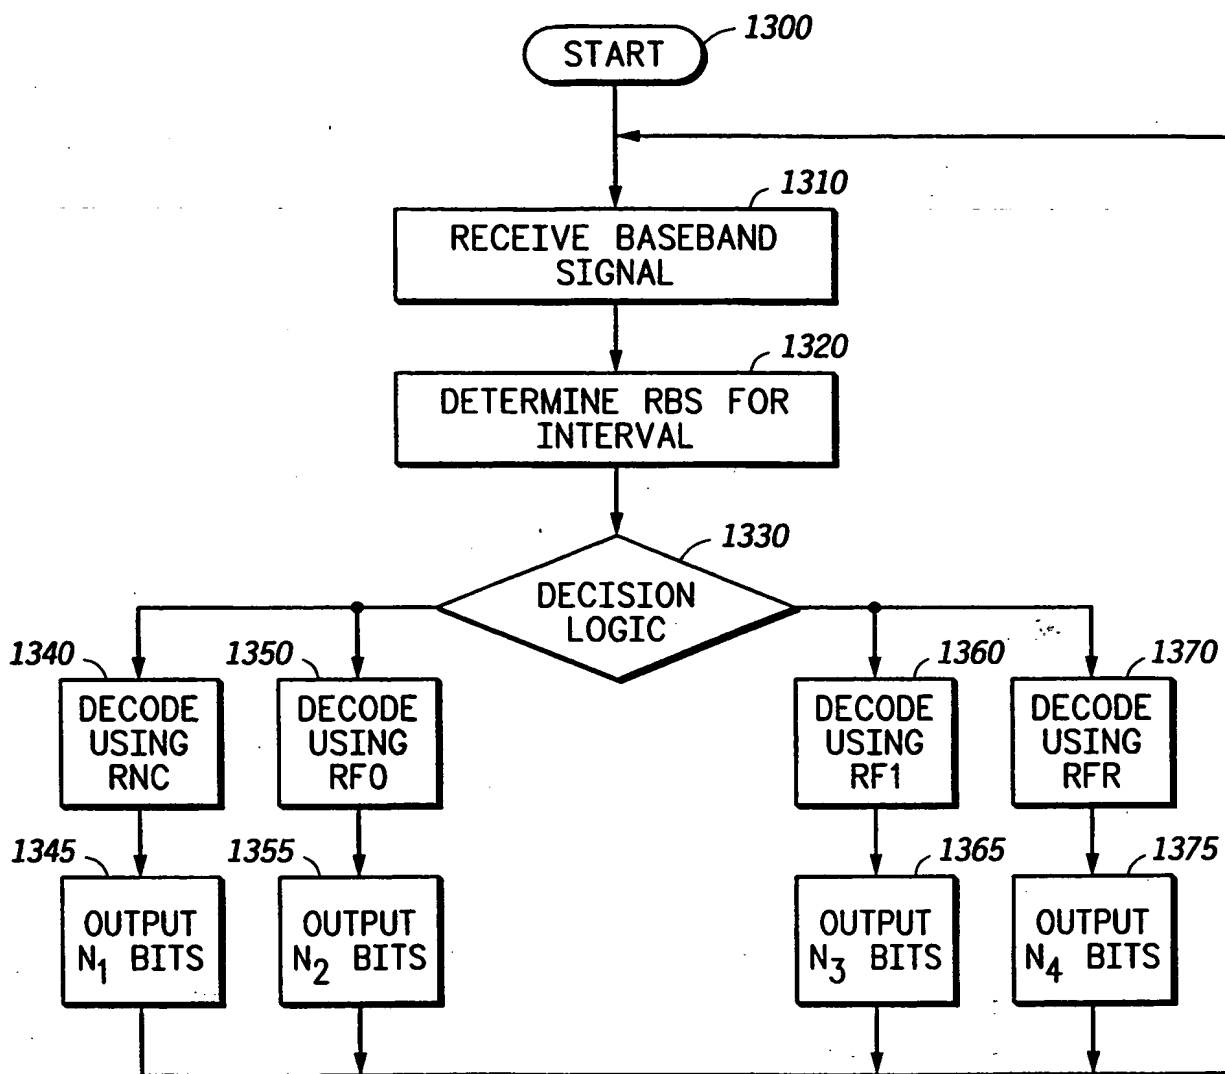 START
1300
1310
RECEIVE BASEBAND
SIGNAL
1320
DETERMINE RBS FOR
INTERVAL
1330
DECISION
LOGIC
1340
DECODE
USING
RNC
1350
DECODE
USING
RF0
1360
DECODE
USING
RF1
1370
DECODE
USING
RFR
1345
OUTPUT
N1 BITS
1355
OUTPUT
N2 BITS
1365
OUTPUT
N3 BITS
1375
OUTPUT
N4 BITS